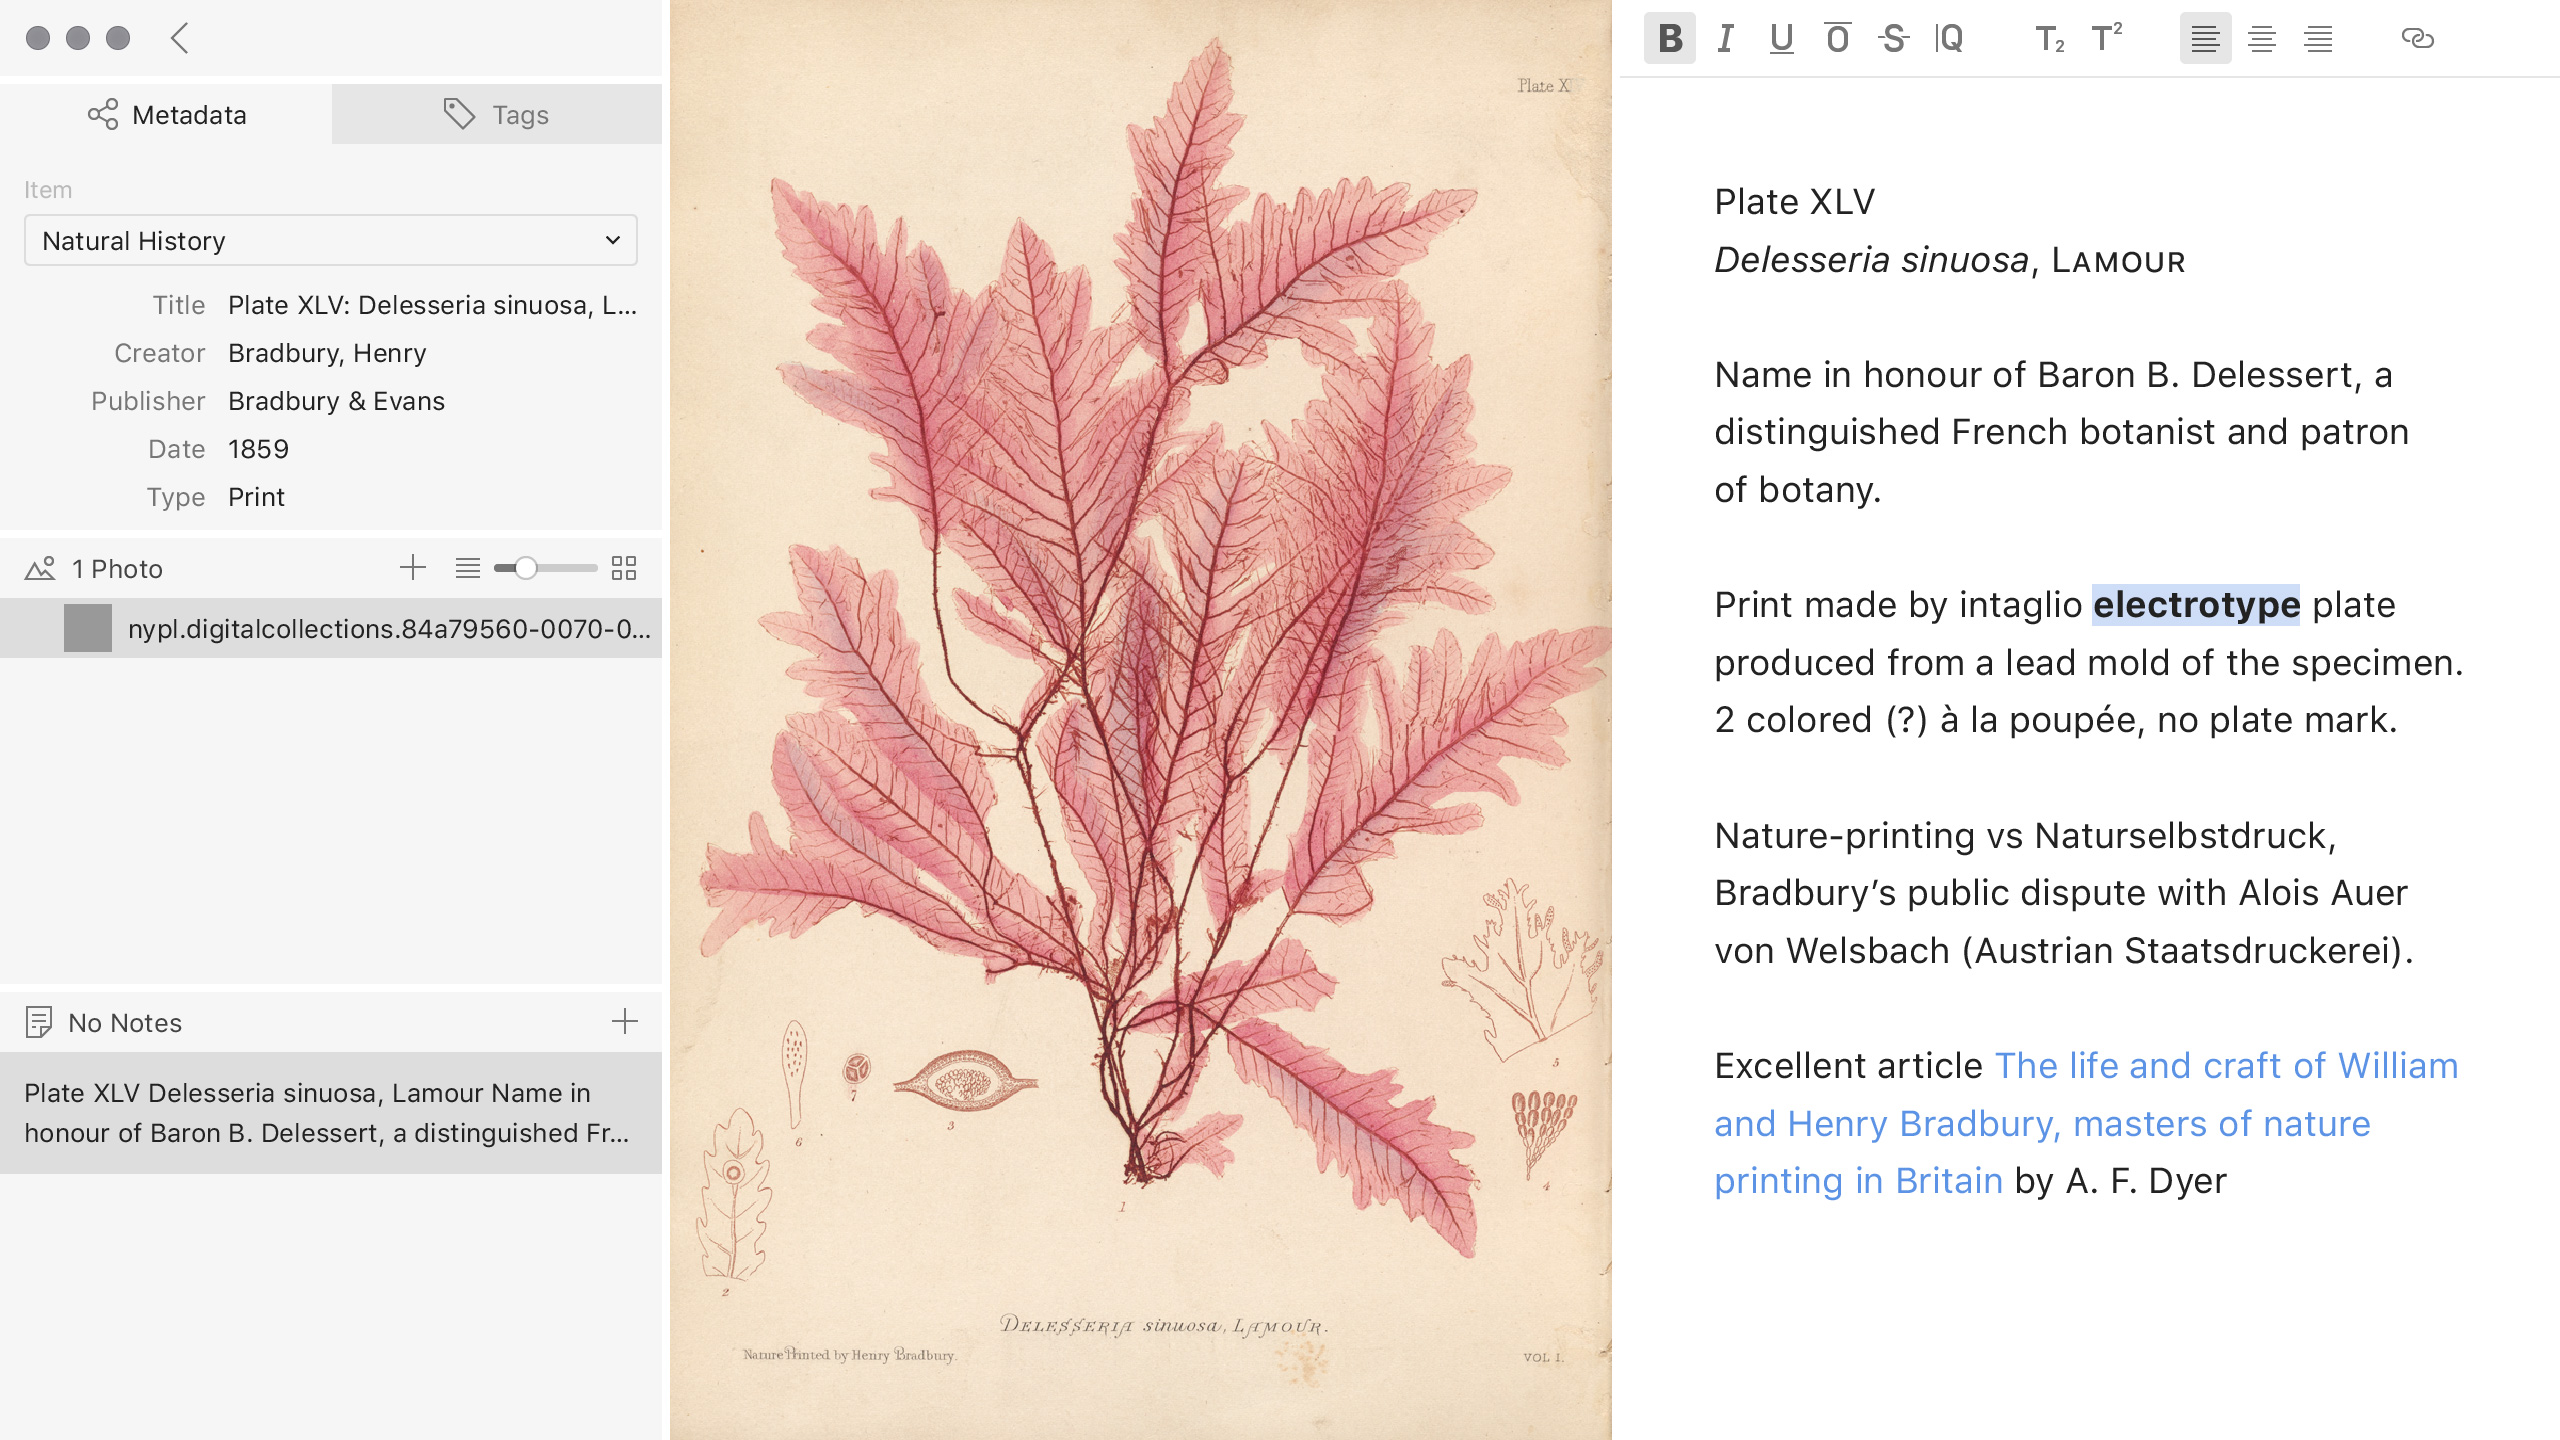 Metadata
Tags
Item
Natural History
Title Plate XLV: Delesseria sinuosa, L...
Creator Bradbury, Henry
Publisher Bradbury & Evans
Date 1859
Type Print
1 Photo
nypl.digitalcollections.84a79560-0070-0...
No Notes
Plate XLV Delesseria sinuosa, Lamour Name in
honour of Baron B. Delessert, a distinguished Fr...
Plate X
5
7
6
3
4
1
2
DELESSERIA sinuosa, LAMOUR.
Nature Printed by Henry Bradbury.
VOL I.
B I U O S Q T2 T2
Plate XLV
Delesseria sinuosa, LAMOUR
Name in honour of Baron B. Delessert, a
distinguished French botanist and patron
of botany.
Print made by intaglio electrotype plate
produced from a lead mold of the specimen.
2 colored (?) à la poupée, no plate mark.
Nature-printing vs Naturselbstdruck,
Bradbury’s public dispute with Alois Auer
von Welsbach (Austrian Staatsdruckerei).
Excellent article The life and craft of William
and Henry Bradbury, masters of nature
printing in Britain by A. F. Dyer